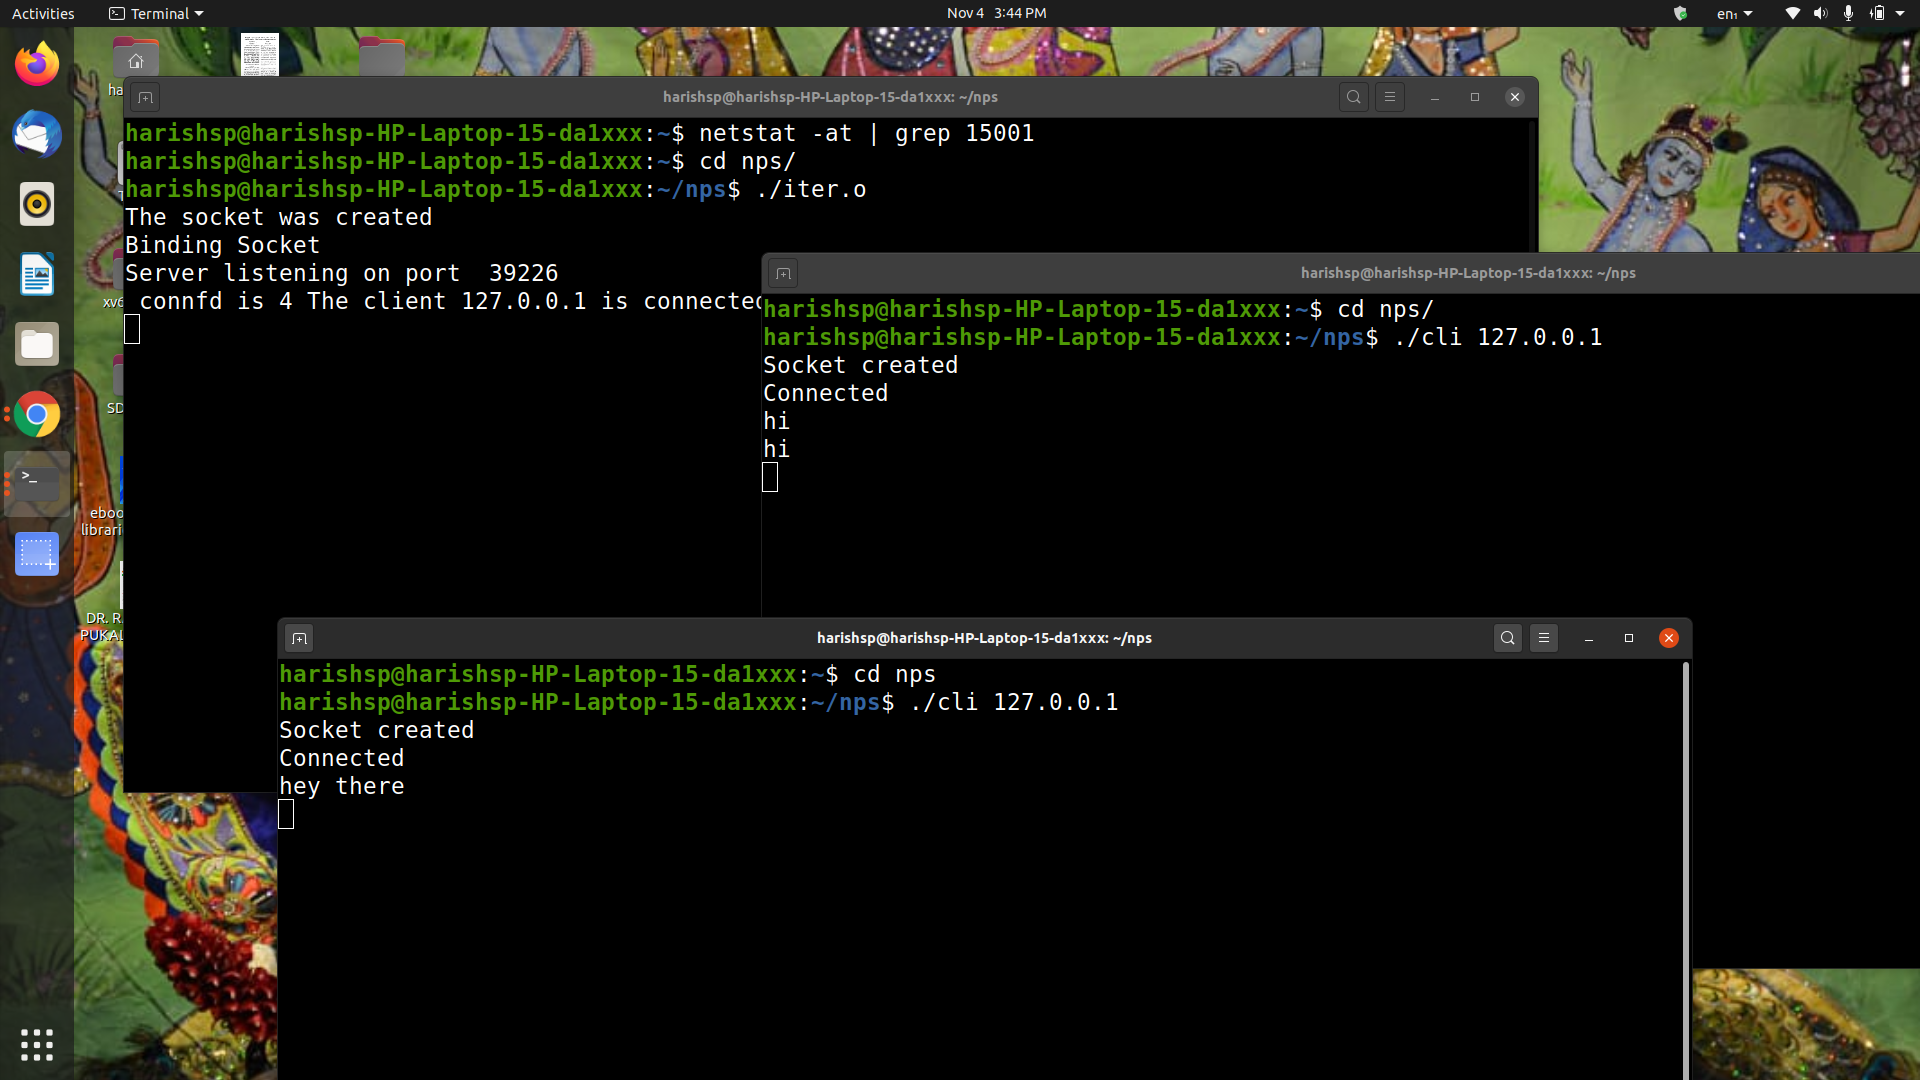 Activities
Terminal
Nov 4 3:44 PM
en₁
ha
harishsp@harishsp-HP-Laptop-15-da1xxx: ~/nps
harishsp@harishsp-HP-Laptop-15-da1xxx:~$ netstat -at | grep 15001
harishsp@harishsp-HP-Laptop-15-da1xxx:~$ cd nps/
harishsp@harishsp-HP-Laptop-15-da1xxx:~/nps$ ./iter.o
The socket was created
Binding Socket
Server listening on port  39226
 connfd is 4 The client 127.0.0.1 is connected
xv6
SD
eboo
librari
DR. R.
PUKAL
harishsp@harishsp-HP-Laptop-15-da1xxx: ~/nps
harishsp@harishsp-HP-Laptop-15-da1xxx:~$ cd nps/
harishsp@harishsp-HP-Laptop-15-da1xxx:~/nps$ ./cli 127.0.0.1
Socket created
Connected
hi
hi
harishsp@harishsp-HP-Laptop-15-da1xxx: ~/nps
harishsp@harishsp-HP-Laptop-15-da1xxx:~$ cd nps
harishsp@harishsp-HP-Laptop-15-da1xxx:~/nps$ ./cli 127.0.0.1
Socket created
Connected
hey there